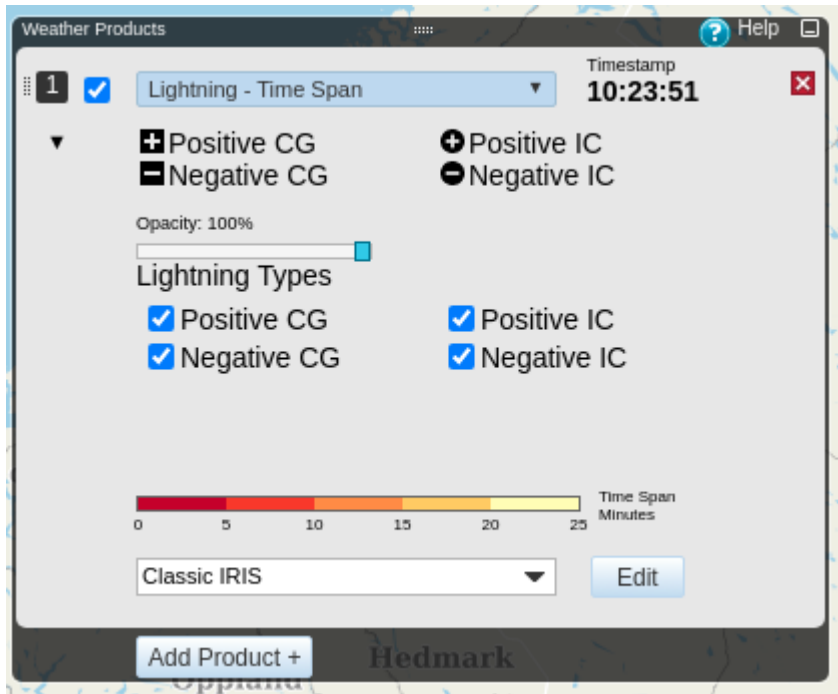 Weather Products
? Help
1
Lightning - Time Span
Timestamp
10:23:51
Positive CG
Positive IC
Negative CG
Negative IC
Opacity: 100%
Lightning Types
Positive CG
Positive IC
Negative CG
Negative IC
0 5 10 15 20 25
Time Span
Minutes
Classic IRIS
Edit
Add Product +
Hedmark
Oppland